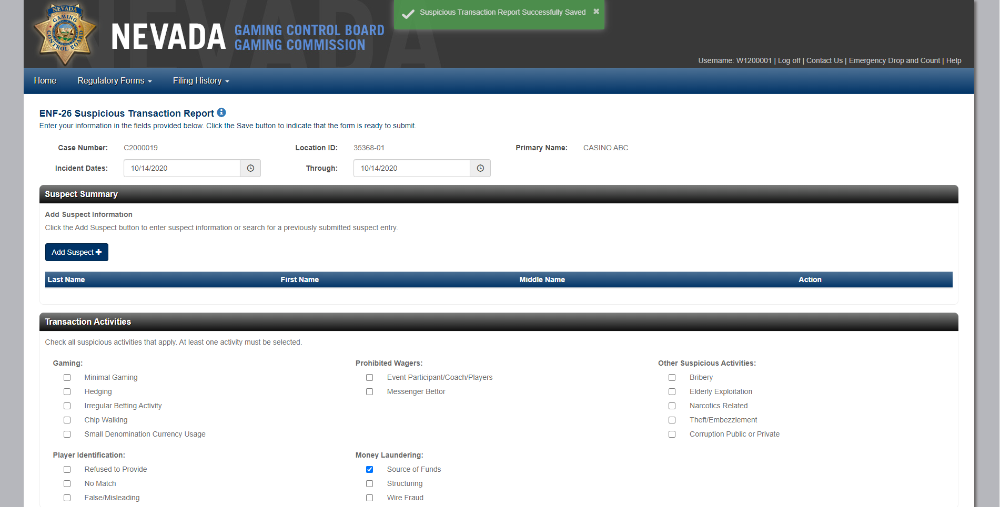 Suspicious Transaction Report Successfully Saved
NEVADA
GAMING
CONTROL BOARD
NEVADA
GAMING CONTROL BOARD
GAMING COMMISSION
Username: W1200001 | Log off | Contact Us | Emergency Drop and Count | Help
Home Regulatory Forms Filing History
ENF-26 Suspicious Transaction Report
Enter your information in the fields provided below. Click the Save button to indicate that the form is ready to submit.
Case Number: C2000019 Location ID: 35368-01 Primary Name: CASINO ABC
Incident Dates: 10/14/2020 Through: 10/14/2020
Suspect Summary
Add Suspect Information
Click the Add Suspect button to enter suspect information or search for a previously submitted suspect entry.
Add Suspect
Last Name First Name Middle Name Action
Transaction Activities
Check all suspicious activities that apply. At least one activity must be selected.
Gaming: Prohibited Wagers: Other Suspicious Activities:
Minimal Gaming Event Participant/Coach/Players Bribery
Hedging Messenger Bettor Elderly Exploitation
Irregular Betting Activity Narcotics Related
Chip Walking Theft/Embezzlement
Small Denomination Currency Usage Corruption Public or Private
Player Identification: Money Laundering:
Refused to Provide Source of Funds
No Match Structuring
False/Misleading Wire Fraud